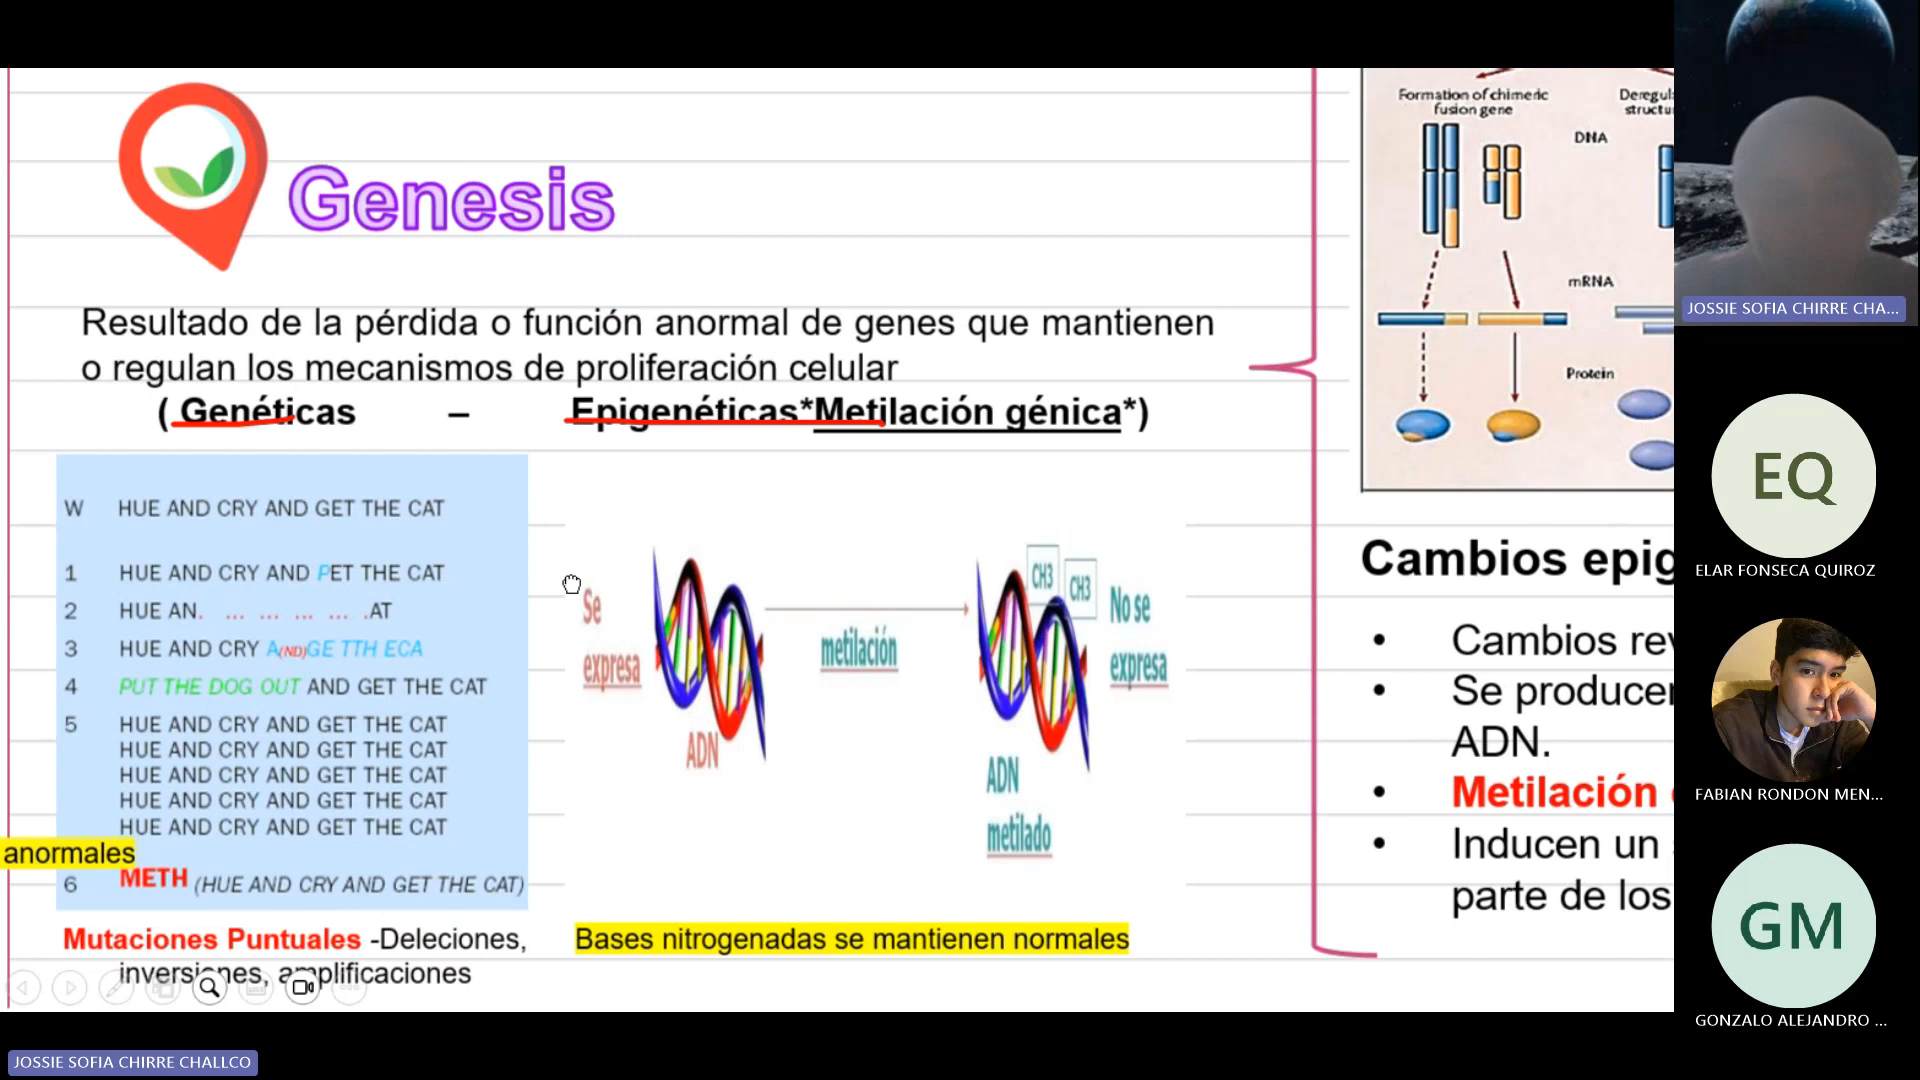 Genesis
Resultado de la pérdida o función anormal de genes que mantienen
o regulan los mecanismos de proliferación celular
( Genéticas – Epigenéticas*Metilación génica*)
W HUE AND CRY AND GET THE CAT
1 HUE AND CRY AND PET THE CAT
2 HUE AN. ... ... ... ... .AT
3 HUE AND CRY A(ND)GE TTH ECA
4 PUT THE DOG OUT AND GET THE CAT
5 HUE AND CRY AND GET THE CAT
HUE AND CRY AND GET THE CAT
HUE AND CRY AND GET THE CAT
HUE AND CRY AND GET THE CAT
HUE AND CRY AND GET THE CAT
anormales
6 METH (HUE AND CRY AND GET THE CAT)
Mutaciones Puntuales -Deleciones,
inversiones, amplificaciones
Se
expresa
ADN
metilación
CH3
CH3
No se
expresa
ADN
metilado
Bases nitrogenadas se mantienen normales
Formation of chimeric
fusion gene
Deregul
structu
DNA
mRNA
Protein
Cambios epig
• Cambios rev
• Se producen
ADN.
• Metilación
• Inducen un
parte de los
JOSSIE SOFIA CHIRRE CHA...
EQ
ELAR FONSECA QUIROZ
FABIAN RONDON MEN...
GM
GONZALO ALEJANDRO ...
JOSSIE SOFIA CHIRRE CHALLCO